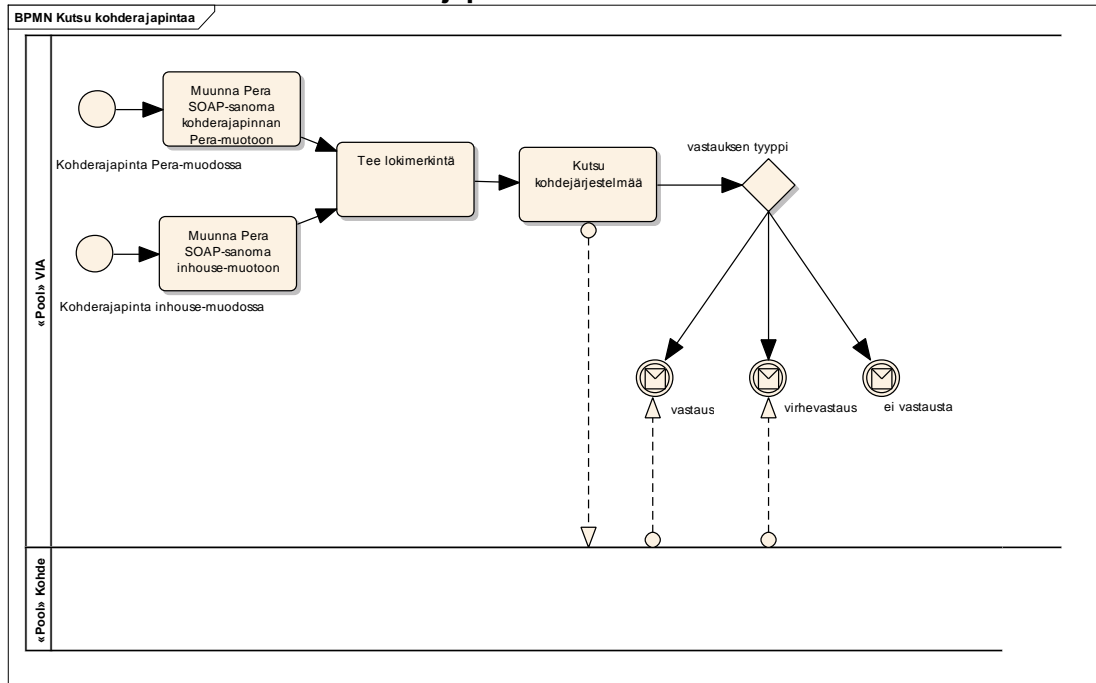 BPMN Kutsu kohderajapintaa
«Pool» VIA
Muunna Pera
SOAP-sanoma
kohderajapinnan
Pera-muotoon
Kohderajapinta Pera-muodossa
Muunna Pera
SOAP-sanoma
inhouse-muotoon
Kohderajapinta inhouse-muodossa
Tee lokimerkintä
Kutsu
kohdejärjestelmää
vastauksen tyyppi
vastaus
virhevastaus
ei vastausta
«Pool» Kohde